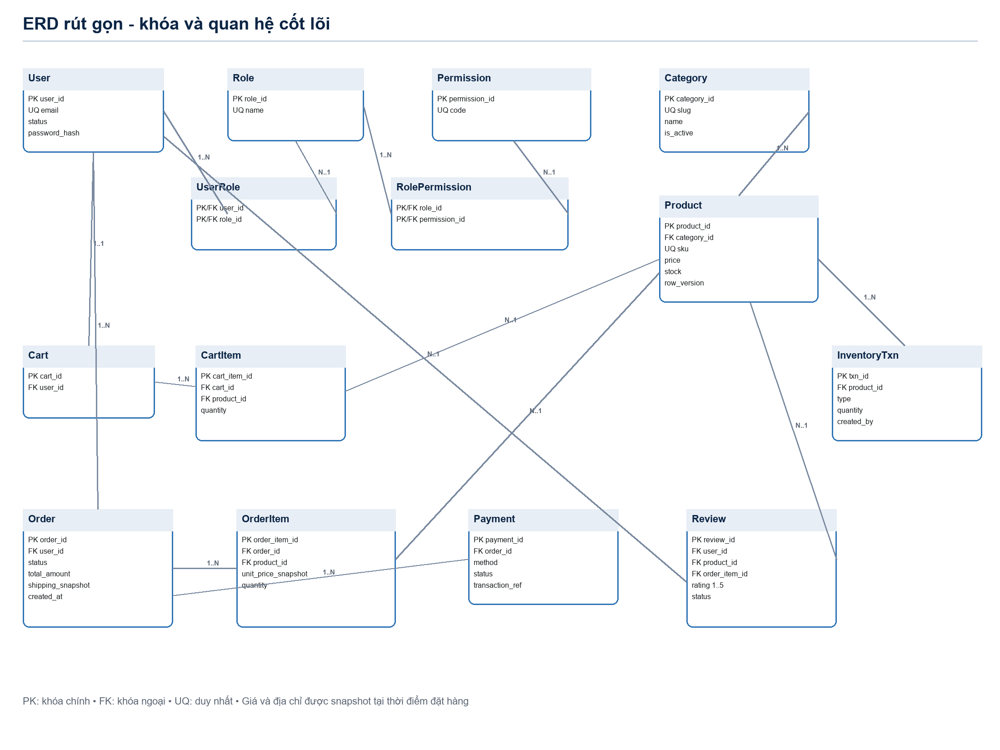 ERD rút gọn - khóa và quan hệ cốt lõi
User
PK user_id
UQ email
status
password_hash
Role
PK role_id
UQ name
Permission
PK permission_id
UQ code
Category
PK category_id
UQ slug
name
is_active
1..N
1..N
N..1
N..1
1..N
UserRole
PK/FK user_id
PK/FK role_id
RolePermission
PK/FK role_id
PK/FK permission_id
Product
PK product_id
FK category_id
UQ sku
price
stock
row_version
1..1
1..N
N..1
N..1
1..N
Cart
PK cart_id
FK user_id
1..N
CartItem
PK cart_item_id
FK cart_id
FK product_id
quantity
InventoryTxn
PK txn_id
FK product_id
type
quantity
created_by
N..1
N..1
Order
PK order_id
FK user_id
status
total_amount
shipping_snapshot
created_at
1..N
OrderItem
PK order_item_id
FK order_id
FK product_id
unit_price_snapshot
quantity
1..N
Payment
PK payment_id
FK order_id
method
status
transaction_ref
Review
PK review_id
FK user_id
FK product_id
FK order_item_id
rating 1..5
status
PK: khóa chính • FK: khóa ngoại • UQ: duy nhất • Giá và địa chỉ được snapshot tại thời điểm đặt hàng